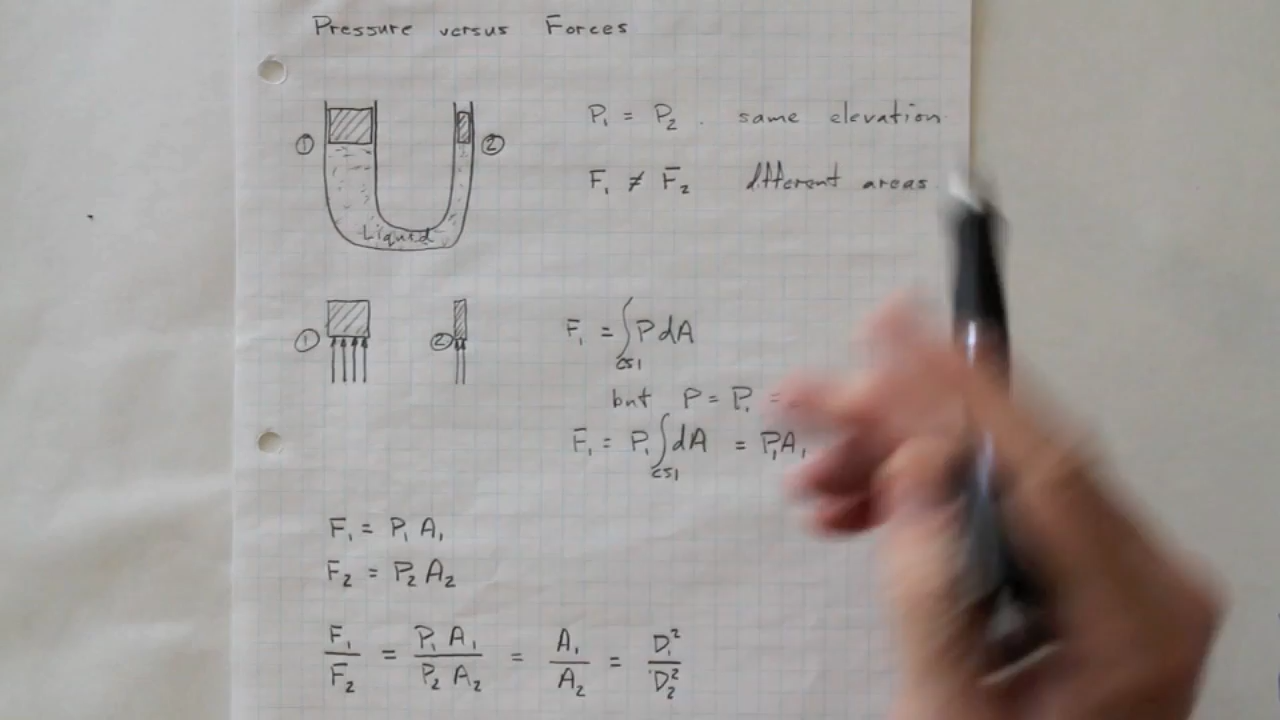 Pressure versus Forces
① ② P₁ = P₂ . same elevation
F₁ ≠ F₂ different areas.
Liquid
① ② F₁ = ∫_cs1 P dA
but P = P₁ =
F₁ = P₁ ∫_cs1 dA = P₁A₁
F₁ = P₁ A₁
F₂ = P₂ A₂
F₁/F₂ = P₁ A₁/P₂ A₂ = A₁/A₂ = D₁²/D₂²